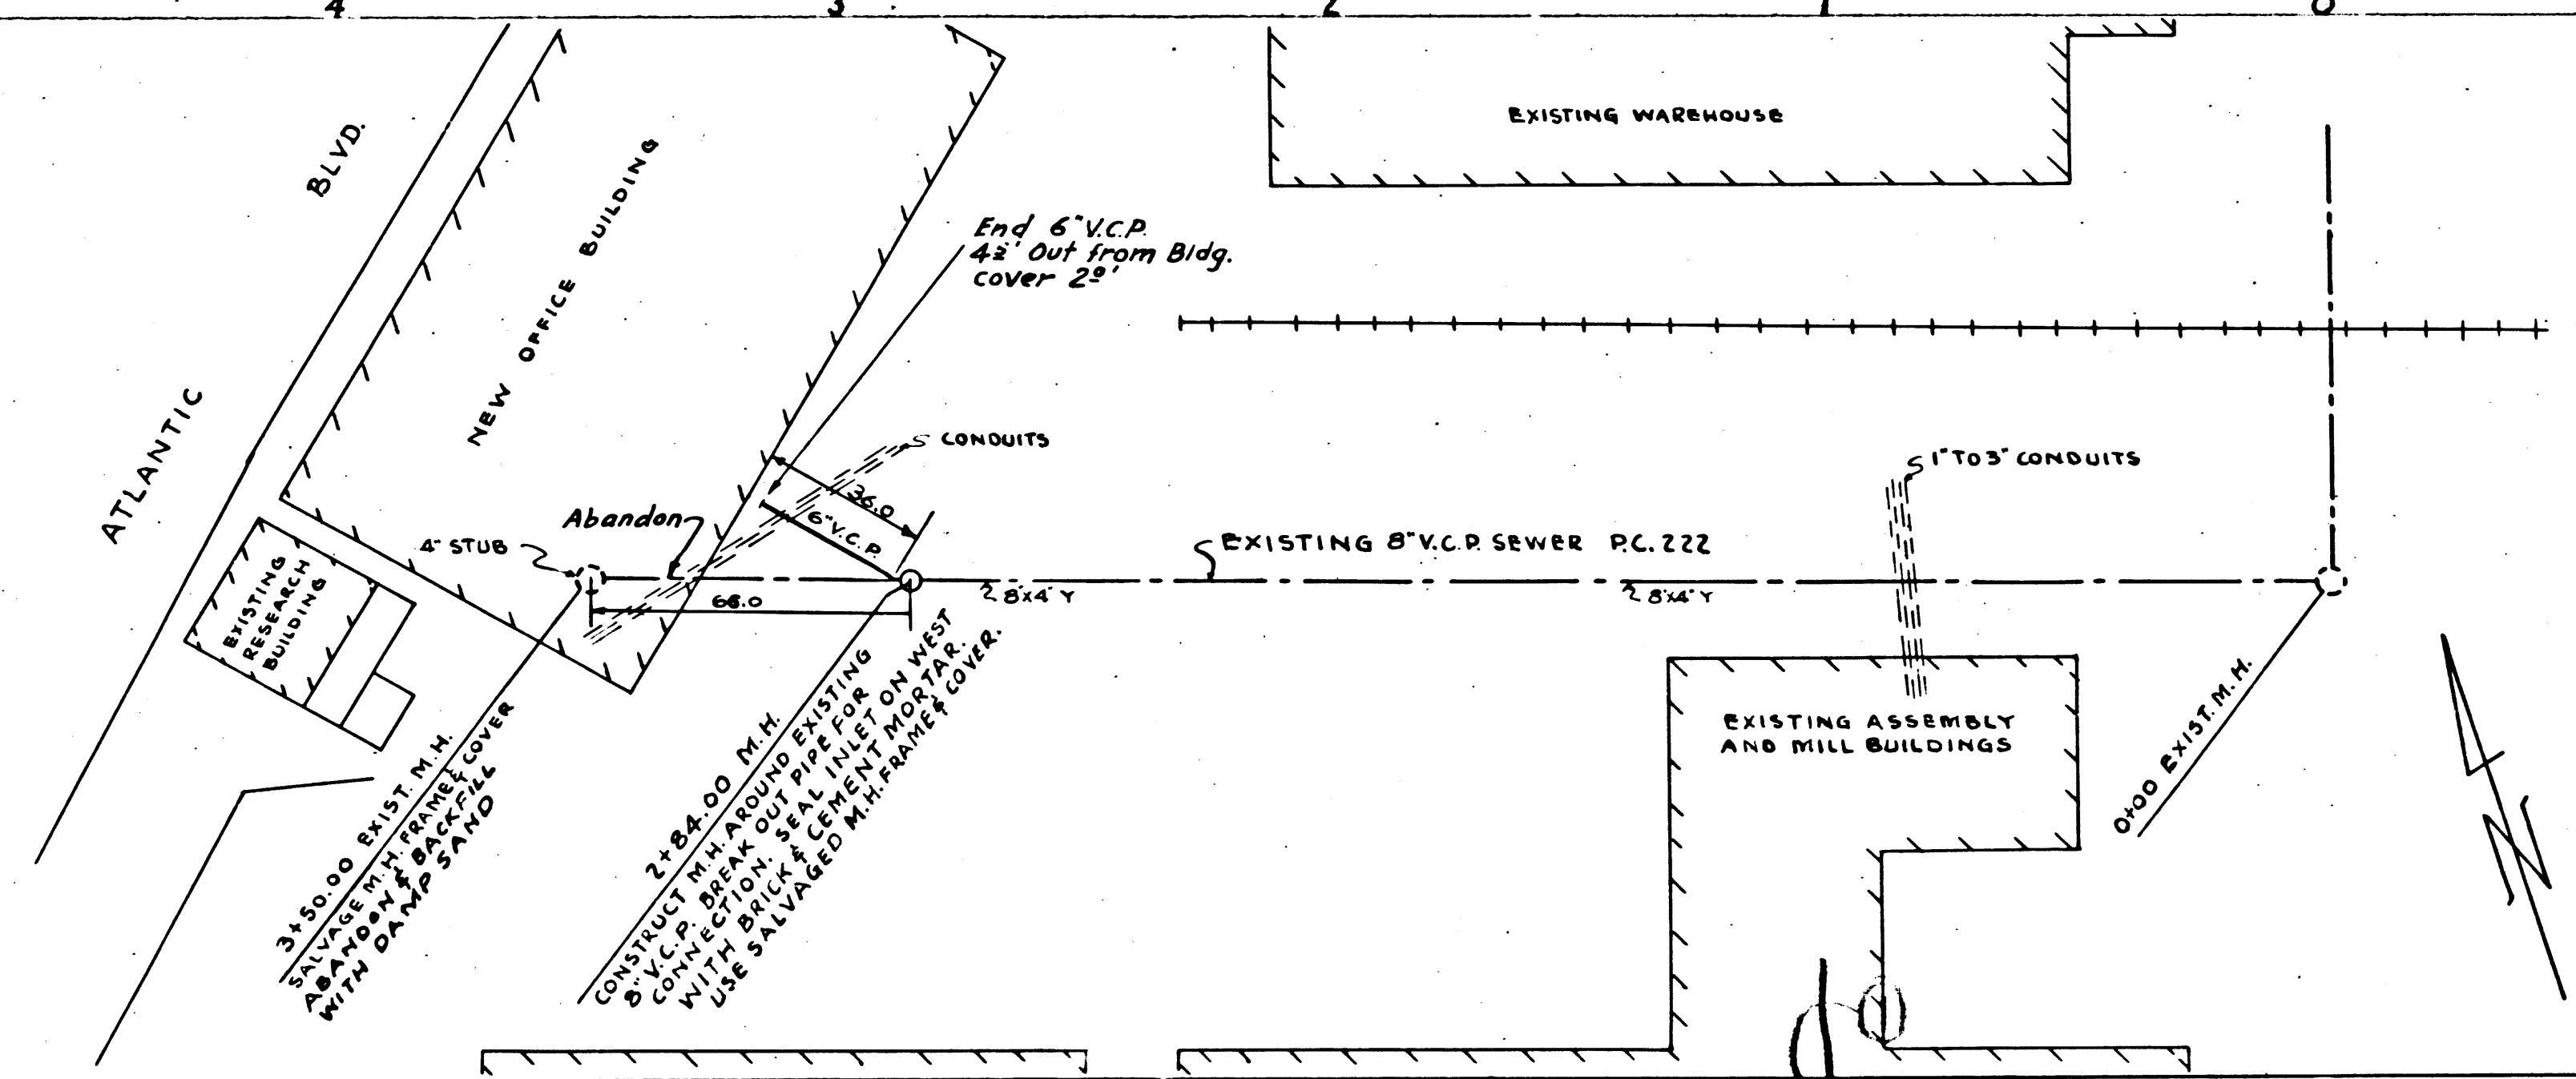 4 3 2 1 0
EXISTING WAREHOUSE
BLVD.
ATLANTIC
NEW OFFICE BUILDING
End 6" V.C.P.
4½' Out from Bldg.
cover 2º'
CONDUITS
1" TO 3" CONDUITS
36.0
6" V.C.P.
Abandon
4" STUB
EXISTING 8" V.C.P. SEWER P.C. 222
66.0
8"x4" Y
8"x4" Y
EXISTING
RESEARCH
BUILDING
3+50.00 EXIST. M.H.
SALVAGE M.H. FRAME & COVER
ABANDON & BACKFILL
WITH DAMP SAND
2+84.00 M.H.
CONSTRUCT M.H. AROUND EXISTING
8" V.C.P. BREAK OUT PIPE FOR
CONNECTION. SEAL INLET ON WEST
WITH BRICK & CEMENT MORTAR.
USE SALVAGED M.H. FRAME & COVER.
EXISTING ASSEMBLY
AND MILL BUILDINGS
0+00 EXIST. M.H.
N